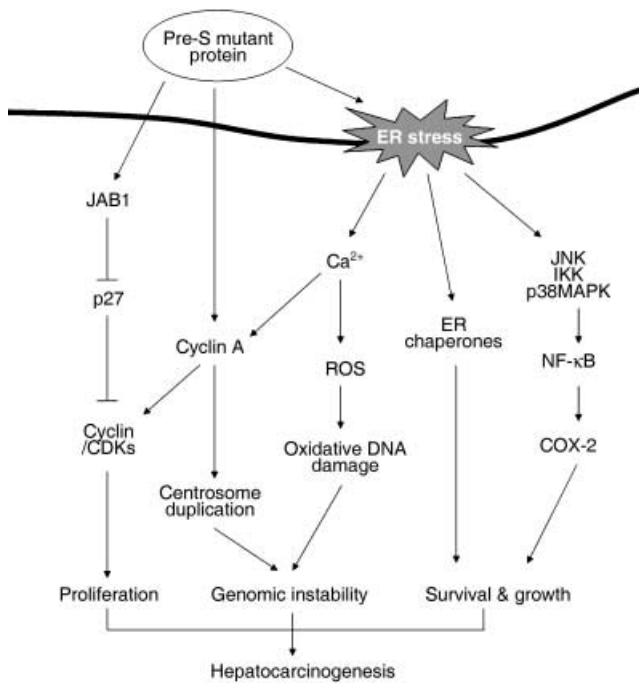 Pre-S mutant
protein
ER stress
JAB1
Ca²⁺
JNK
IKK
p38MAPK
p27
ER
chaperones
Cyclin A
ROS
NF-κB
Cyclin
/CDKs
Oxidative DNA
damage
COX-2
Centrosome
duplication
Proliferation
Genomic instability
Survival & growth
Hepatocarcinogenesis